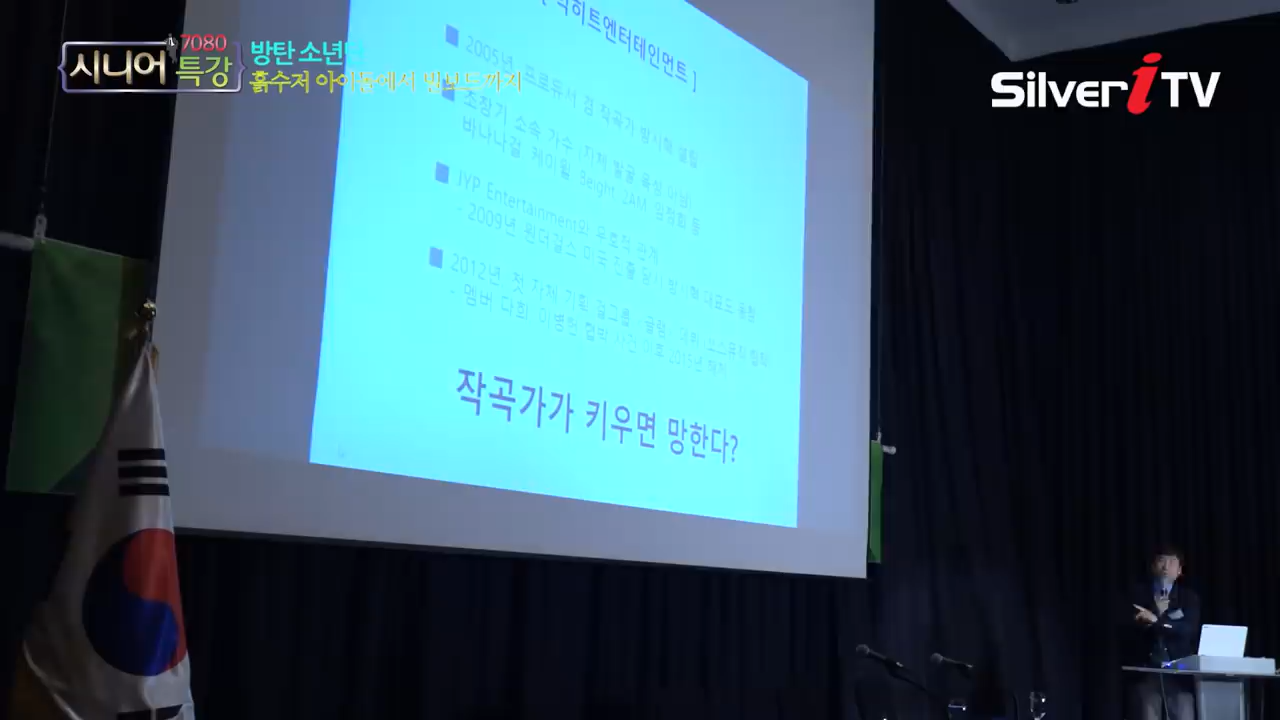 시니어
7080
특강
방탄 소년단
흙수저 아이돌에서 빌보드까지
Silver i TV
빅히트엔터테인먼트 ]
■ 2005년, 프로듀서 겸 작곡가 방시혁 설립
■ 초창기 소속 가수 (자체 발굴 육성 아님)
바나나걸 케이윌 8eight 2AM 임정희 등
■ JYP Entertainment와 우호적 관계
- 2009년 원더걸스 미국 진출 당시 방시혁 대표도 동참
■ 2012년, 첫 자체 기획 걸그룹
- 멤버 다희 이병헌 협박 사건 이후 2015년 해체
작곡가가 키우면 망한다?